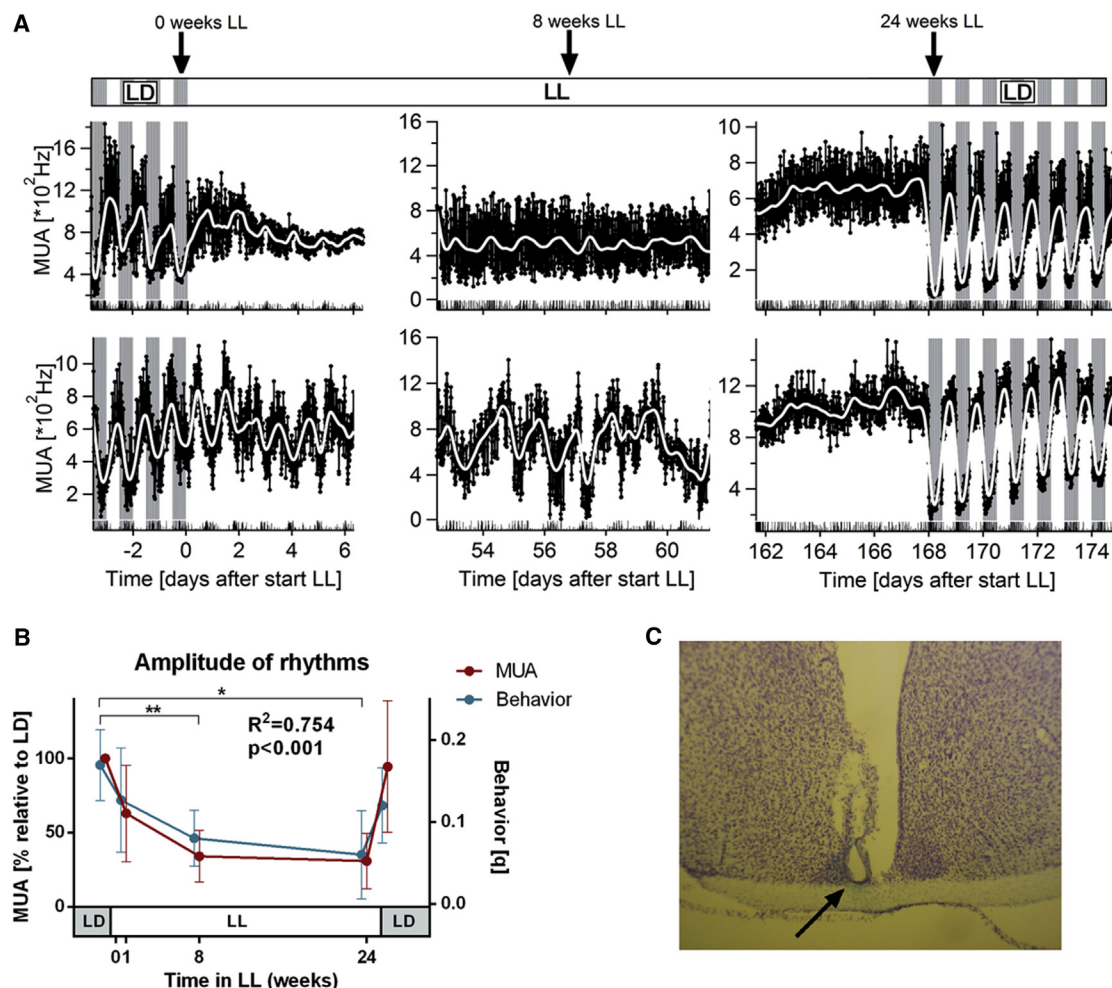 A
0 weeks LL
8 weeks LL
24 weeks LL
LD
LL
LD
MUA [*10²Hz]
16
12
8
4
16
12
8
4
0
10
8
6
4
2
MUA [*10²Hz]
10
8
6
4
2
16
12
8
4
0
12
8
4
-2 0 2 4 6
54 56 58 60
162 164 166 168 170 172 174
Time [days after start LL]
Time [days after start LL]
Time [days after start LL]
B
Amplitude of rhythms
MUA
Behavior
*
**
R²=0.754
p<0.001
MUA [% relative to LD]
100
50
0
0.2
0.1
0.0
Behavior [q]
LD
LL
LD
01 8 24
Time in LL (weeks)
C